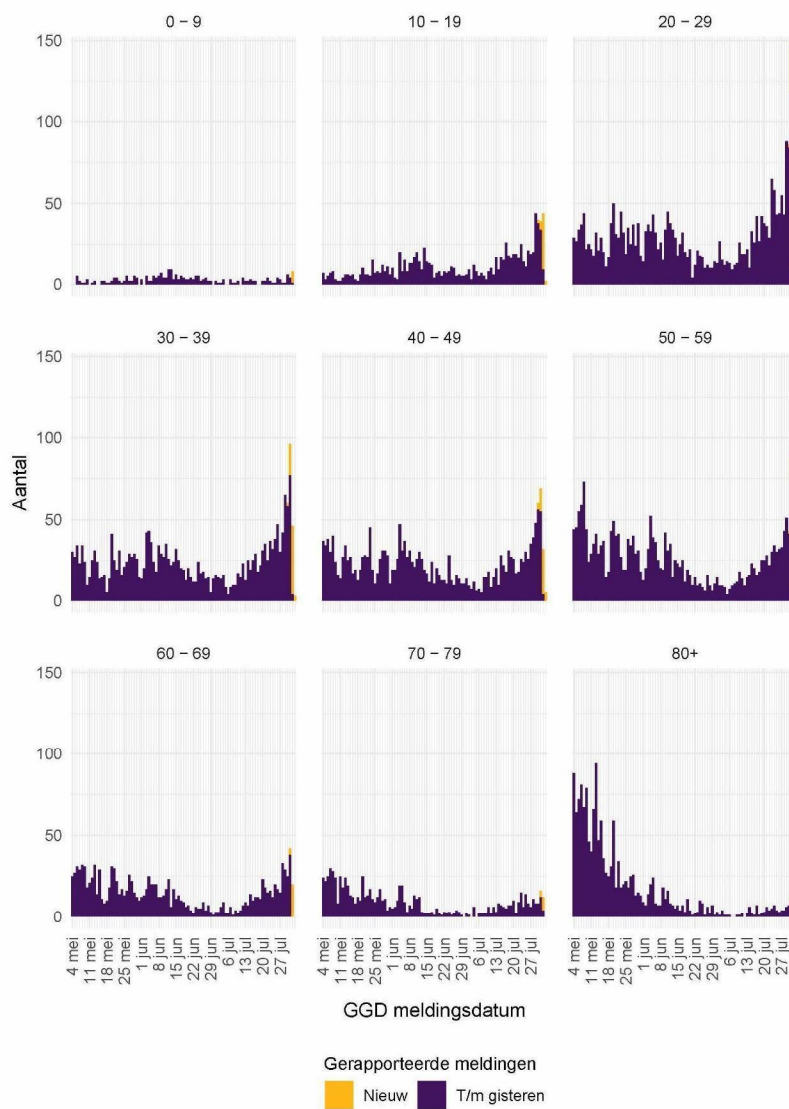 0 – 9
10 – 19
20 – 29
150
100
50
0
30 – 39
40 – 49
50 – 59
150
100
50
0
Aantal
60 – 69
70 – 79
80+
150
100
50
0
4 mei
11 mei
18 mei
25 mei
1 jun
8 jun
15 jun
22 jun
29 jun
6 jul
13 jul
20 jul
27 jul
4 mei
11 mei
18 mei
25 mei
1 jun
8 jun
15 jun
22 jun
29 jun
6 jul
13 jul
20 jul
27 jul
4 mei
11 mei
18 mei
25 mei
1 jun
8 jun
15 jun
22 jun
29 jun
6 jul
13 jul
20 jul
27 jul
GGD meldingsdatum
Gerapporteerde meldingen
Nieuw
T/m gisteren